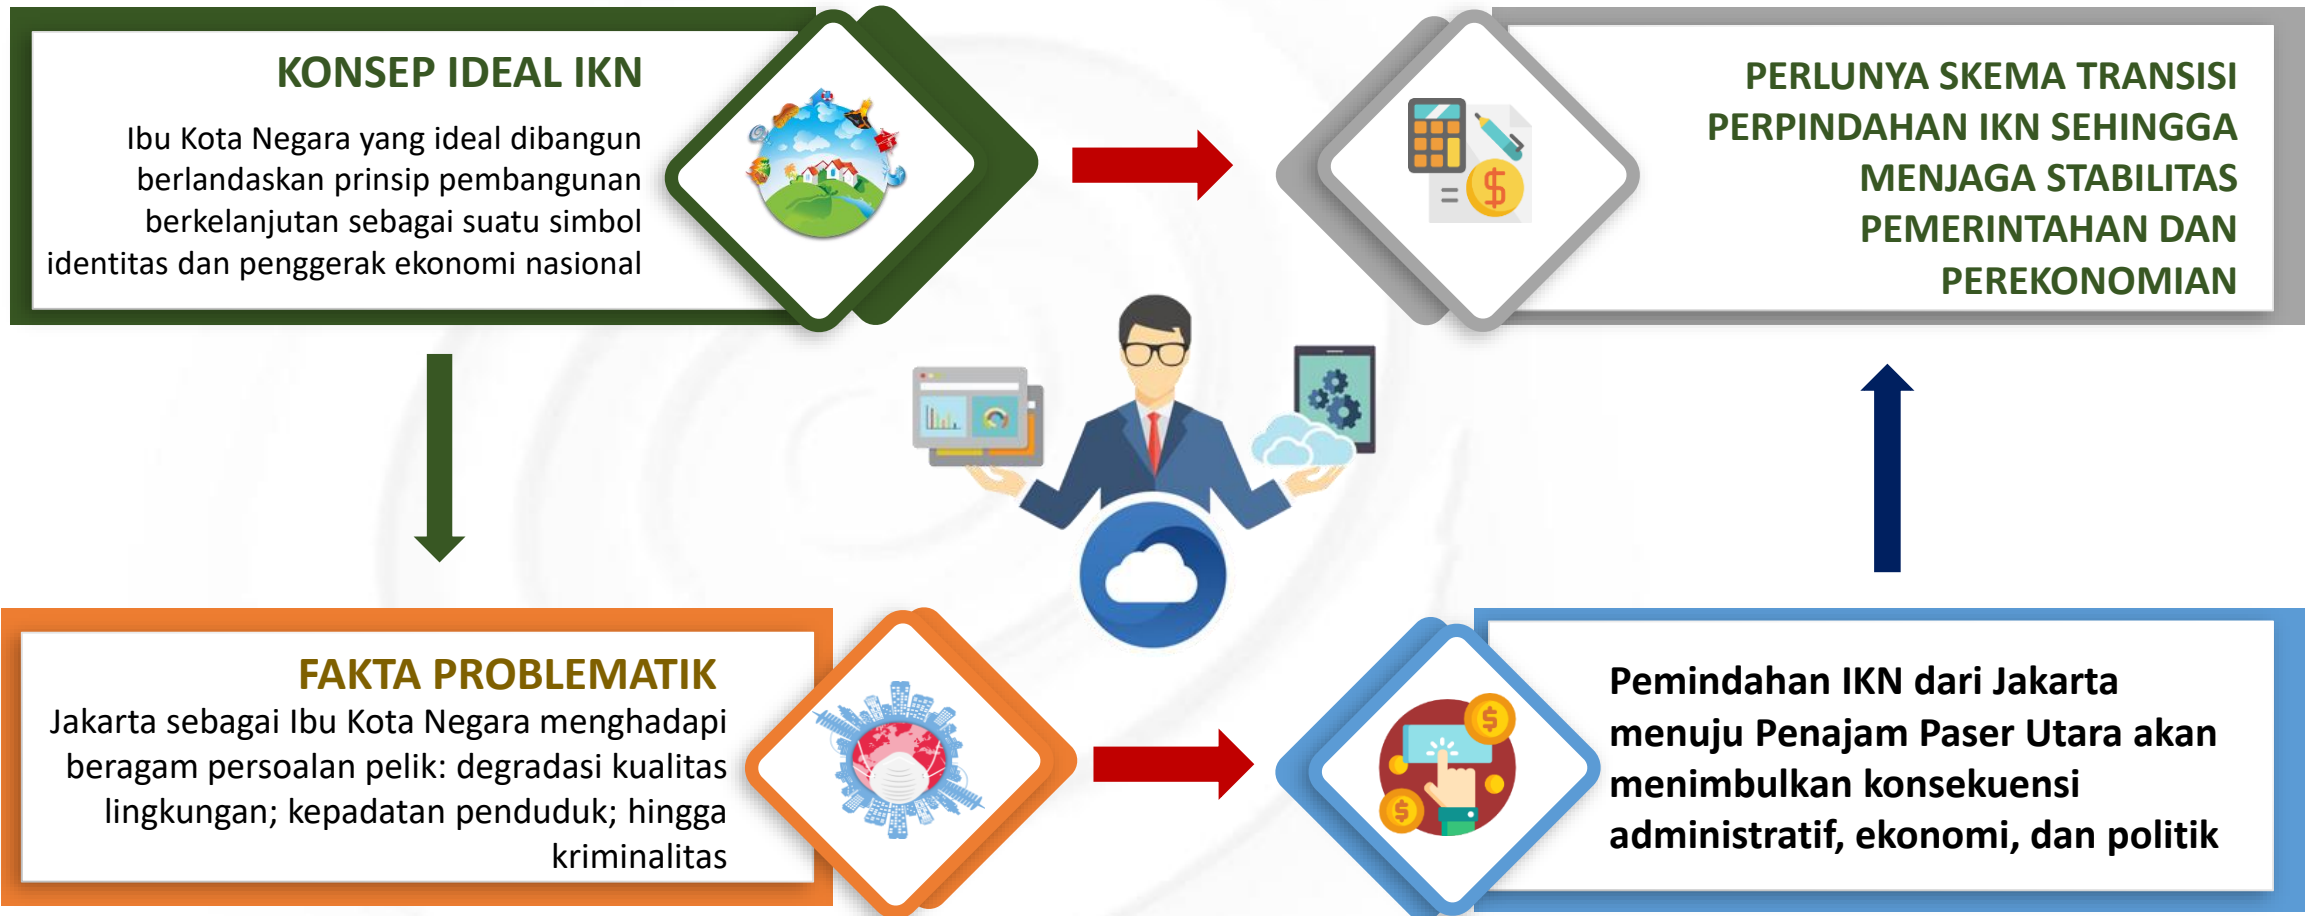 KONSEP IDEAL IKN
Ibu Kota Negara yang ideal dibangun
berlandaskan prinsip pembangunan
berkelanjutan sebagai suatu simbol
identitas dan penggerak ekonomi nasional
PERLUNYA SKEMA TRANSISI
PERPINDAHAN IKN SEHINGGA
MENJAGA STABILITAS
PEMERINTAHAN DAN
PEREKONOMIAN
FAKTA PROBLEMATIK
Jakarta sebagai Ibu Kota Negara menghadapi
beragam persoalan pelik: degradasi kualitas
lingkungan; kepadatan penduduk; hingga
kriminalitas
Pemindahan IKN dari Jakarta
menuju Penajam Paser Utara akan
menimbulkan konsekuensi
administratif, ekonomi, dan politik